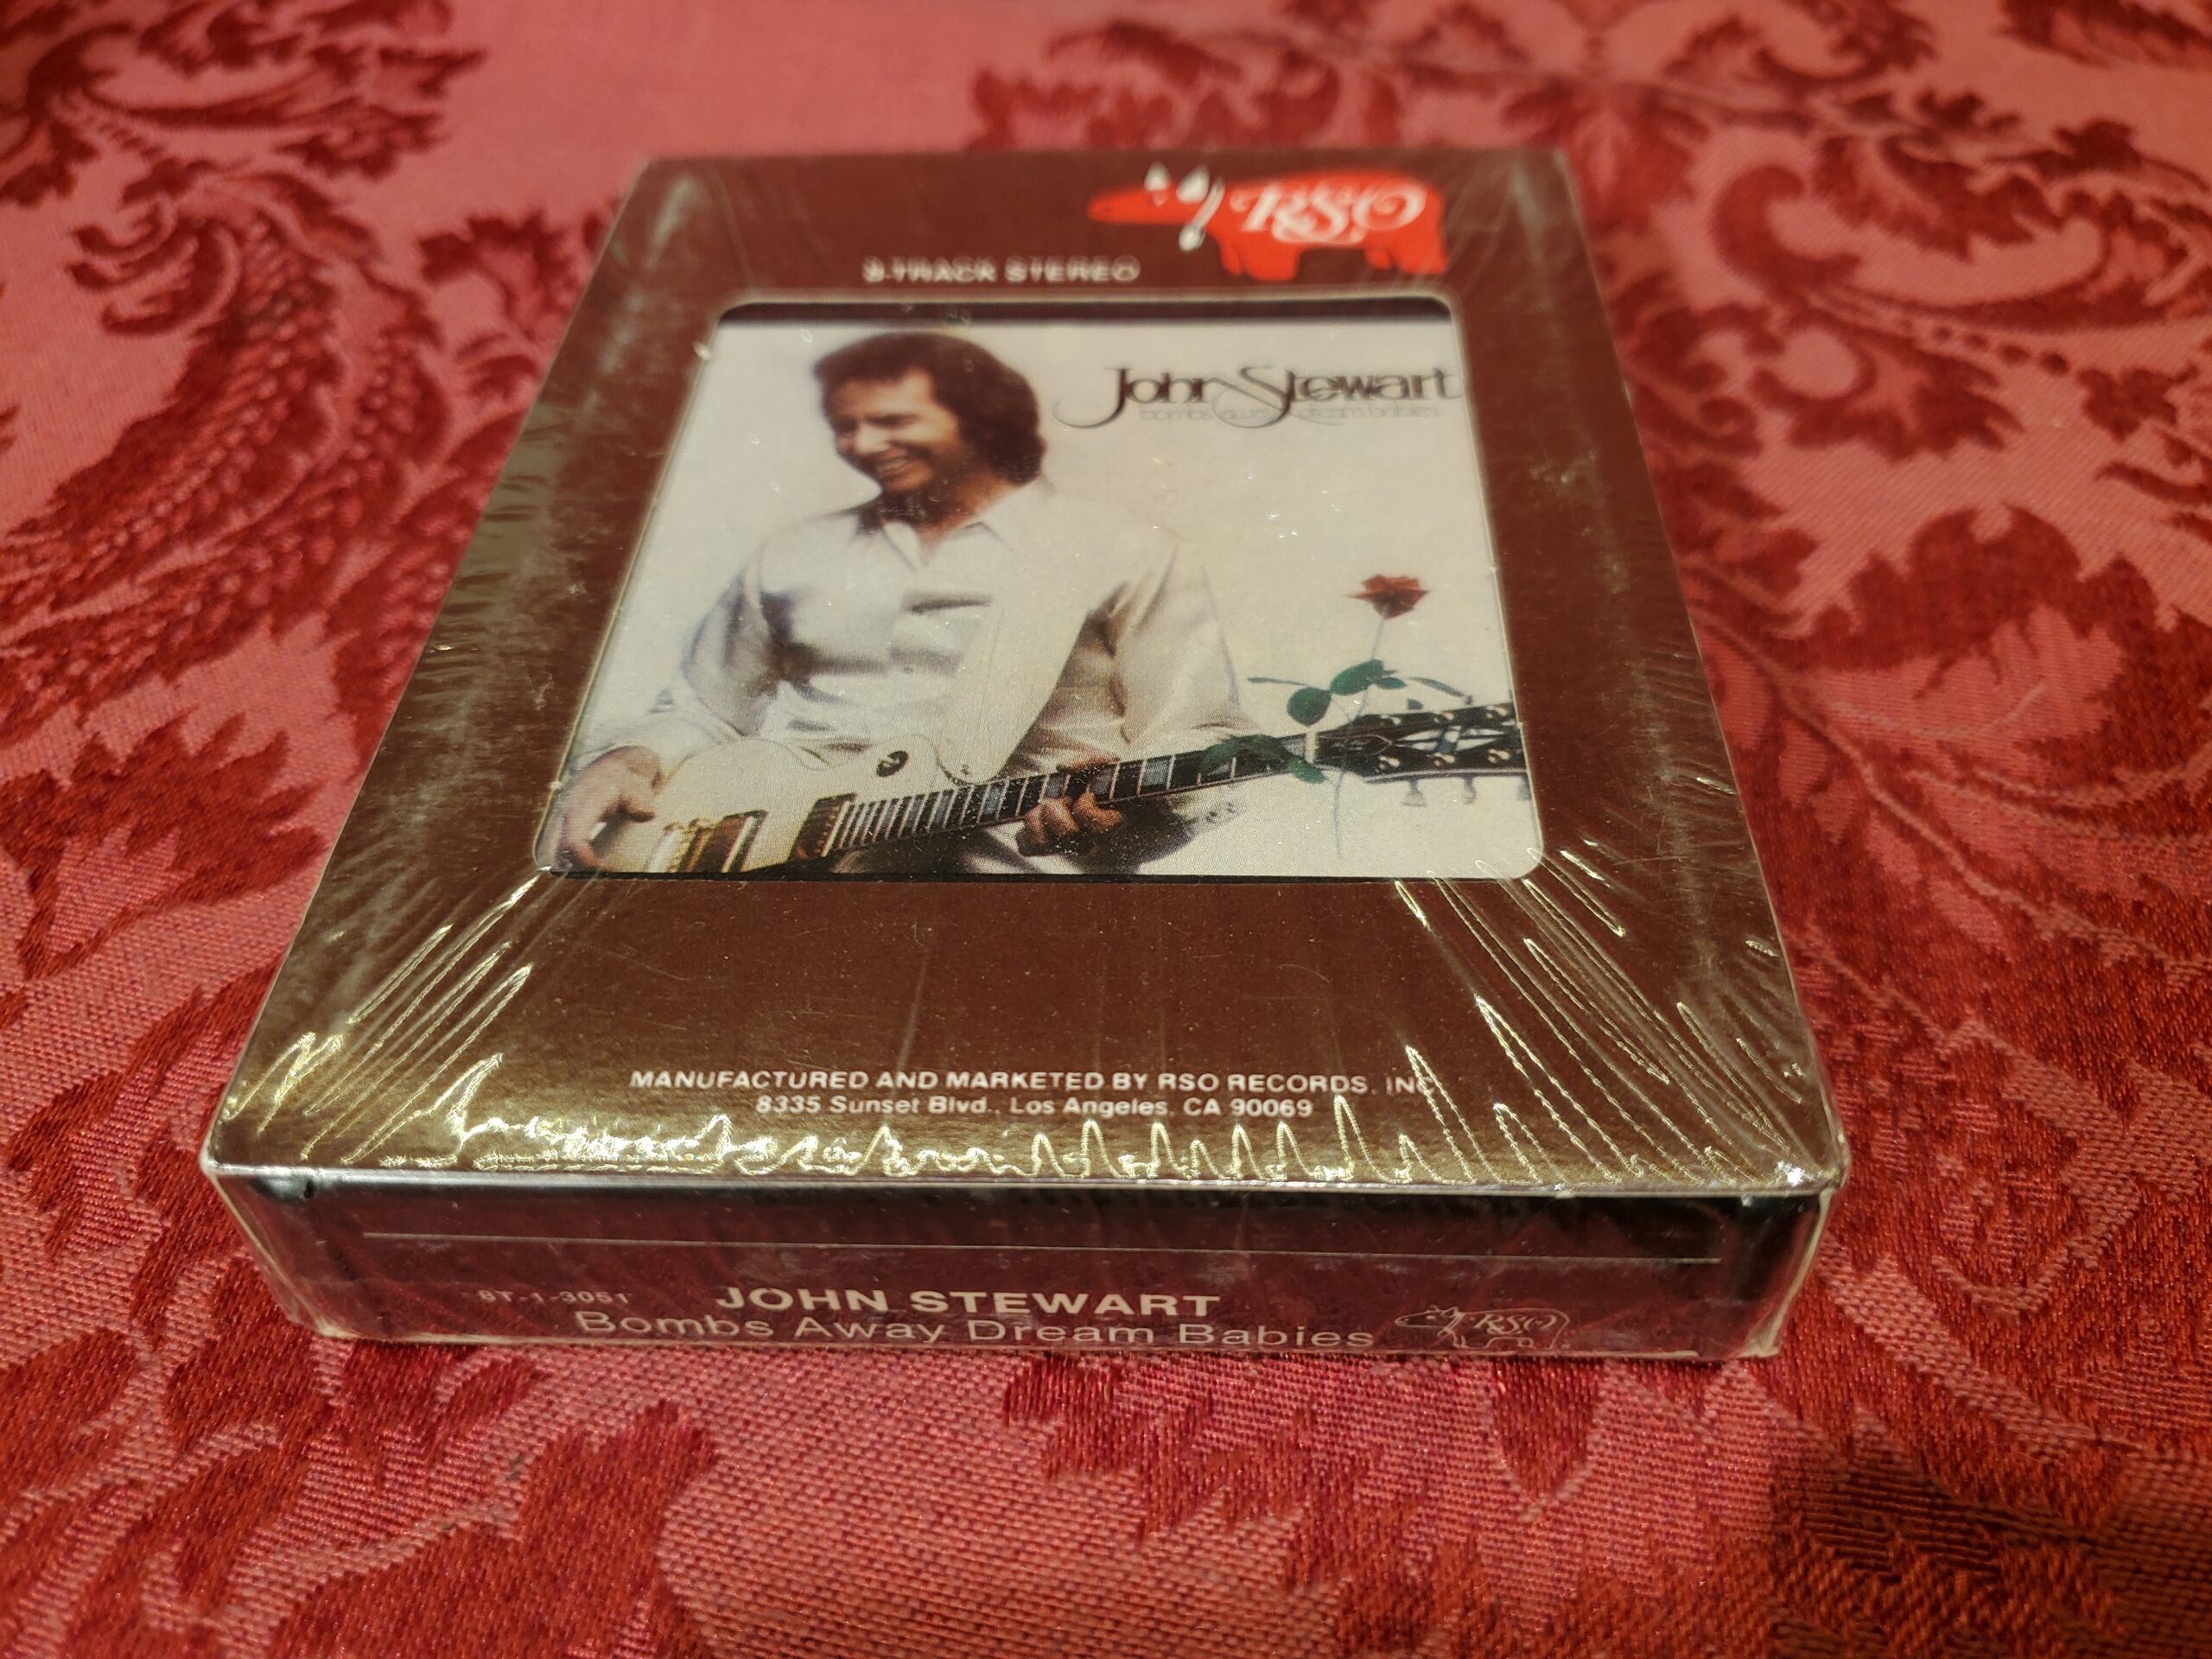 RSO
8-TRACK STEREO
John Stewart
bombs away dream babies
MANUFACTURED AND MARKETED BY RSO RECORDS, INC.
8335 Sunset Blvd., Los Angeles, CA 90069
8T-1-3051 JOHN STEWART
Bombs Away Dream Babies RSO